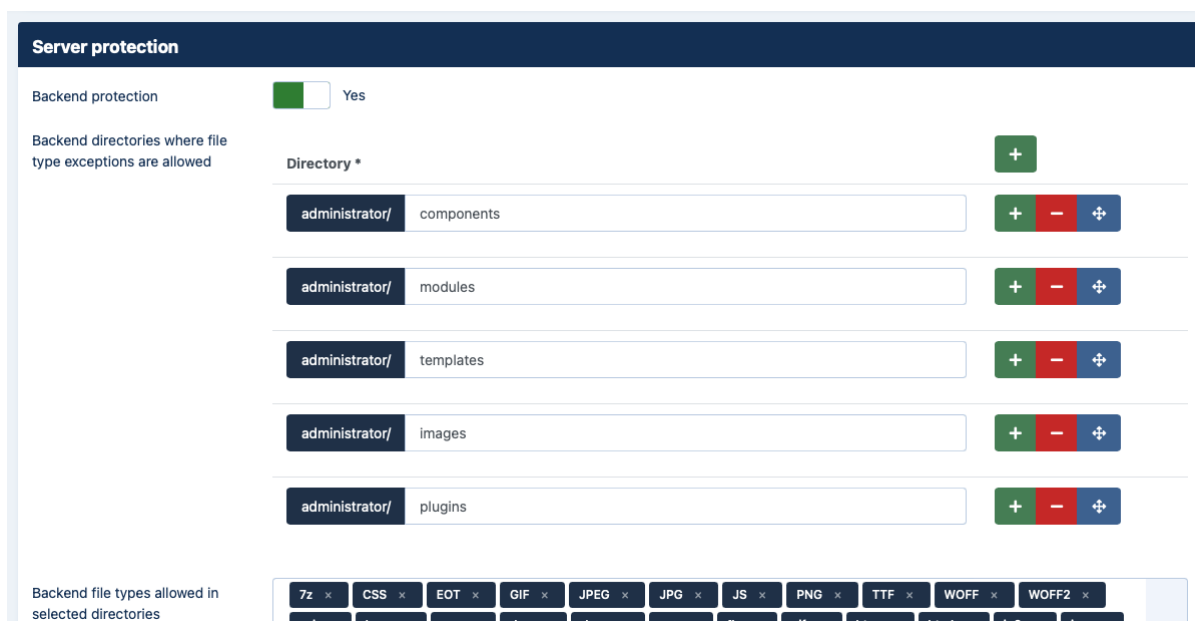 Server protection
Backend protection
Yes
Backend directories where file
type exceptions are allowed
Directory *
administrator/ components
administrator/ modules
administrator/ templates
administrator/ images
administrator/ plugins
Backend file types allowed in
selected directories
7z × CSS × EOT × GIF × JPEG × JPG × JS × PNG × TTF × WOFF × WOFF2 ×